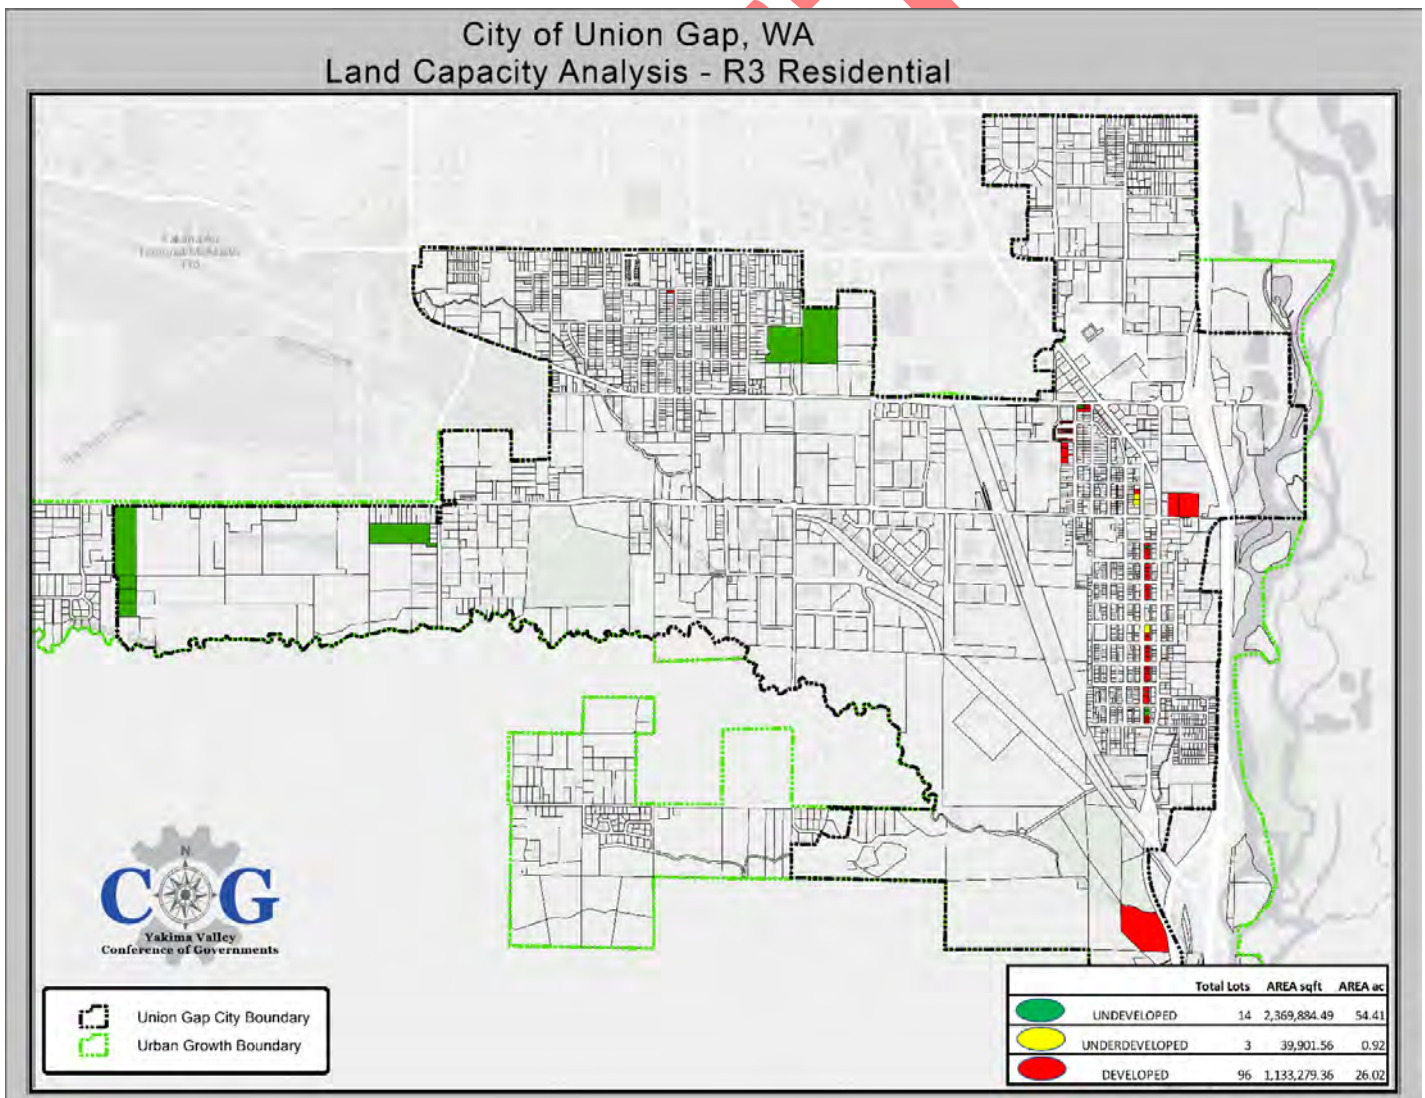 City of Union Gap, WA
Land Capacity Analysis - R3 Residential
N
COG
Yakima Valley
Conference of Governments
Union Gap City Boundary
Urban Growth Boundary
Total Lots AREA sqft AREA ac
UNDEVELOPED 14 2,369,884.49 54.41
UNDERDEVELOPED 3 39,901.56 0.92
DEVELOPED 96 1,133,279.36 26.02